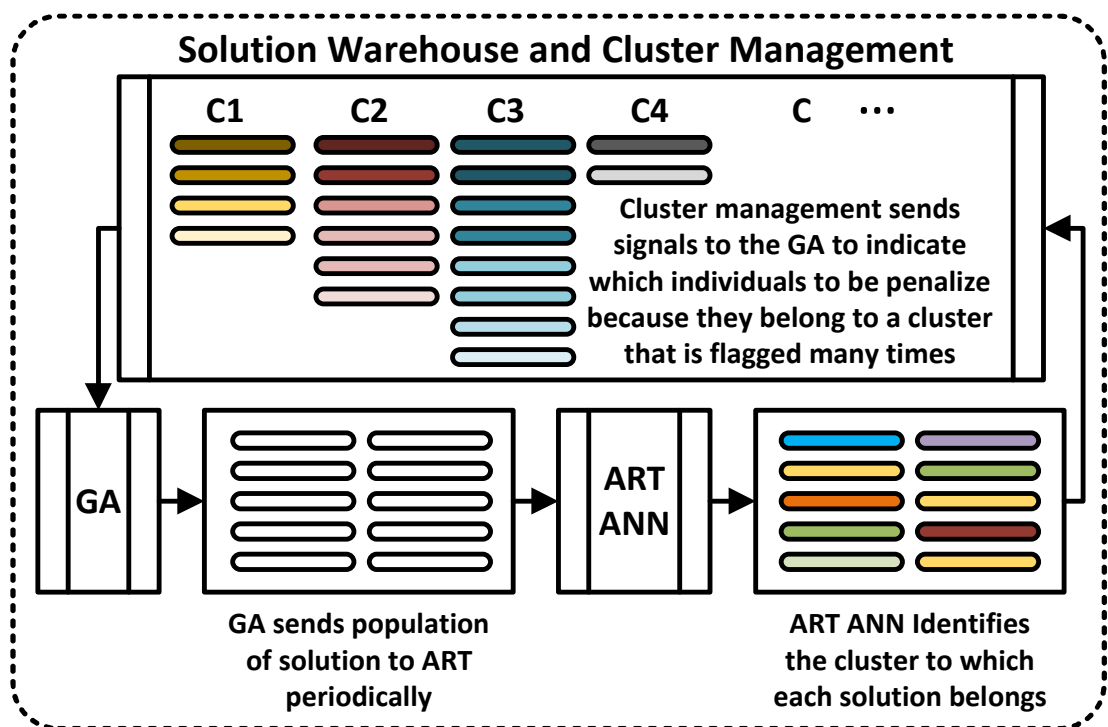 Solution Warehouse and Cluster Management
C1 C2 C3 C4 C ...
Cluster management sends
signals to the GA to indicate
which individuals to be penalize
because they belong to a cluster
that is flagged many times
GA
ART
ANN
GA sends population
of solution to ART
periodically
ART ANN Identifies
the cluster to which
each solution belongs